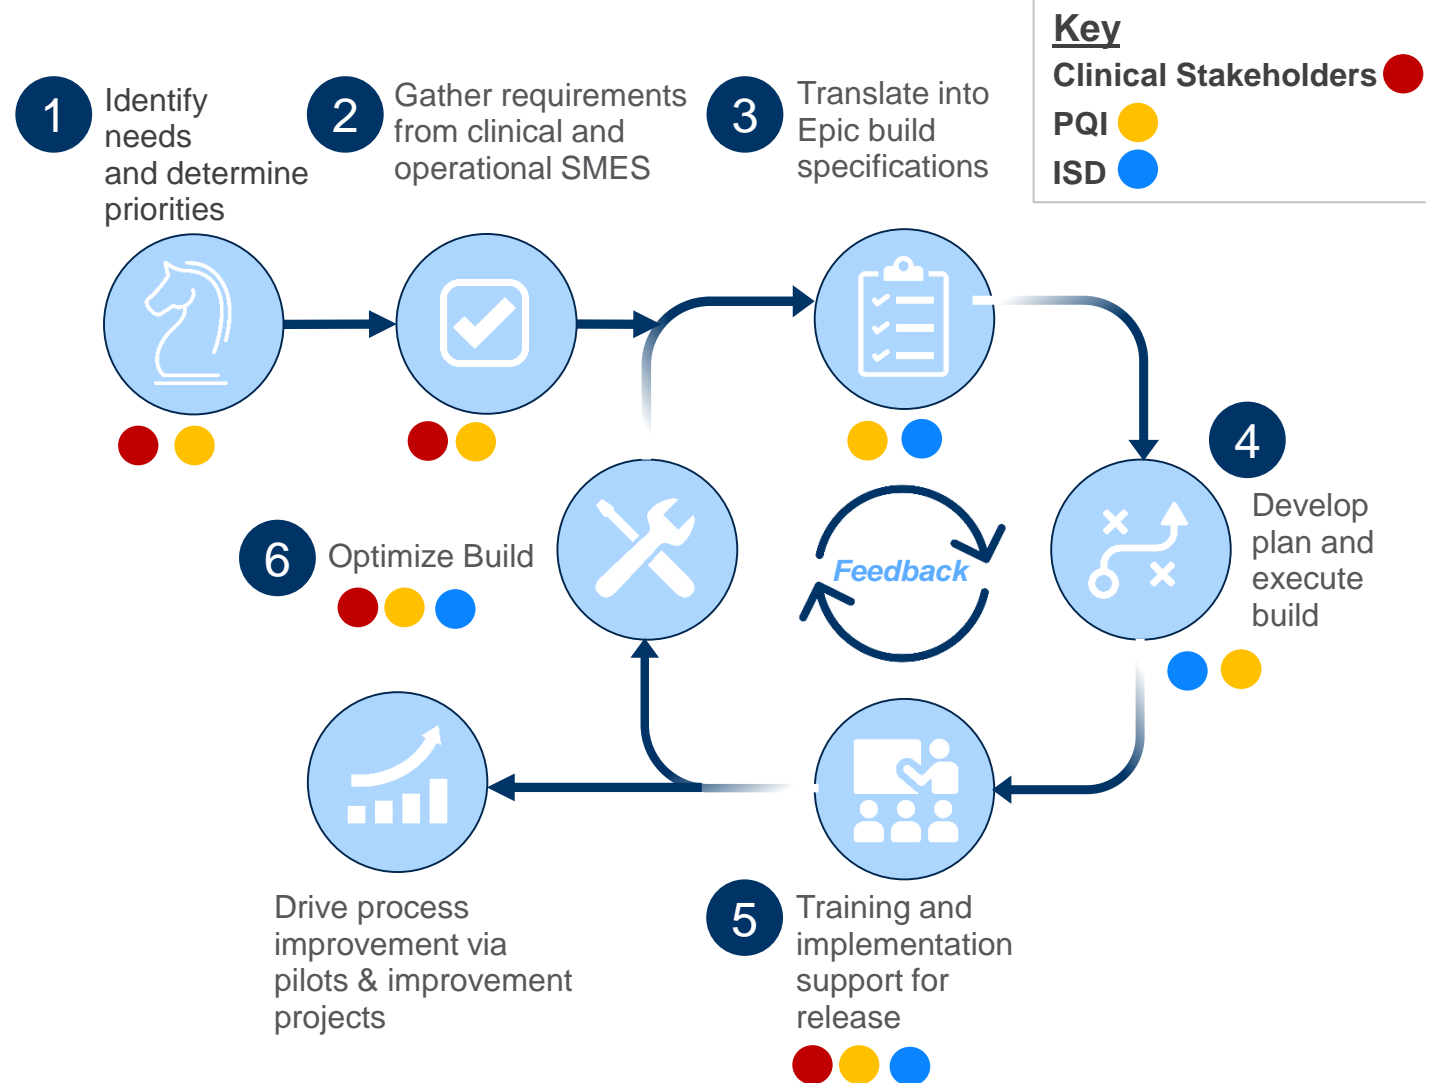 Key
Clinical Stakeholders
PQI
ISD
1
Identify
needs
and determine
priorities
2
Gather requirements
from clinical and
operational SMES
3
Translate into
Epic build
specifications
4
Develop
plan and
execute
build
Feedback
6
Optimize Build
5
Training and
implementation
support for
release
Drive process
improvement via
pilots & improvement
projects